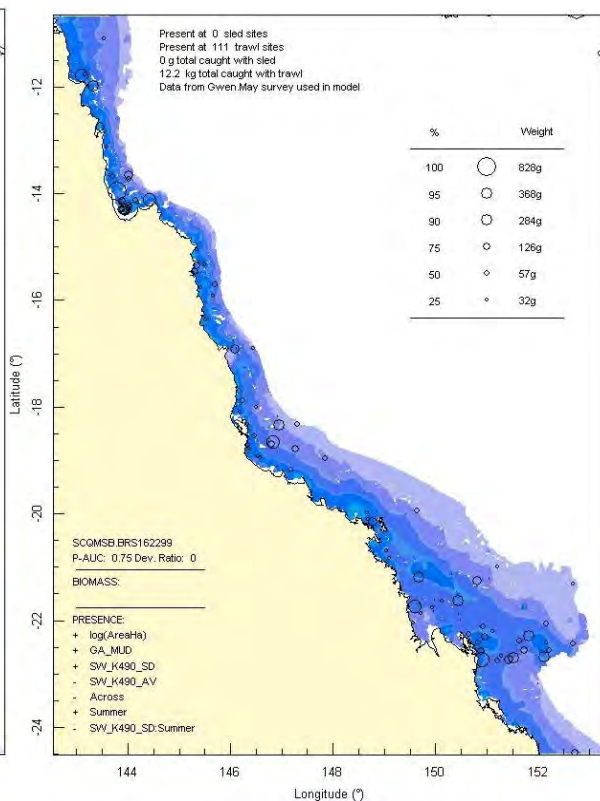 Present at 0 sled sites
Present at 111 trawl sites
0 g total caught with sled
12.2 kg total caught with trawl
Data from Gwen.May survey used in model
% Weight
100 828g
95 368g
90 284g
75 126g
50 57g
25 32g
-12
-14
-16
-18
-20
-22
-24
Latitude (°)
SCQMSB.BRS162299
P-AUC: 0.75 Dev. Ratio: 0
BIOMASS:
PRESENCE:
+ log(AreaHa)
+ GA_MUD
+ SW_K490_SD
- SW_K490_AV
- Across
+ Summer
- SW_K490_SD:Summer
144 146 148 150 152
Longitude (°)